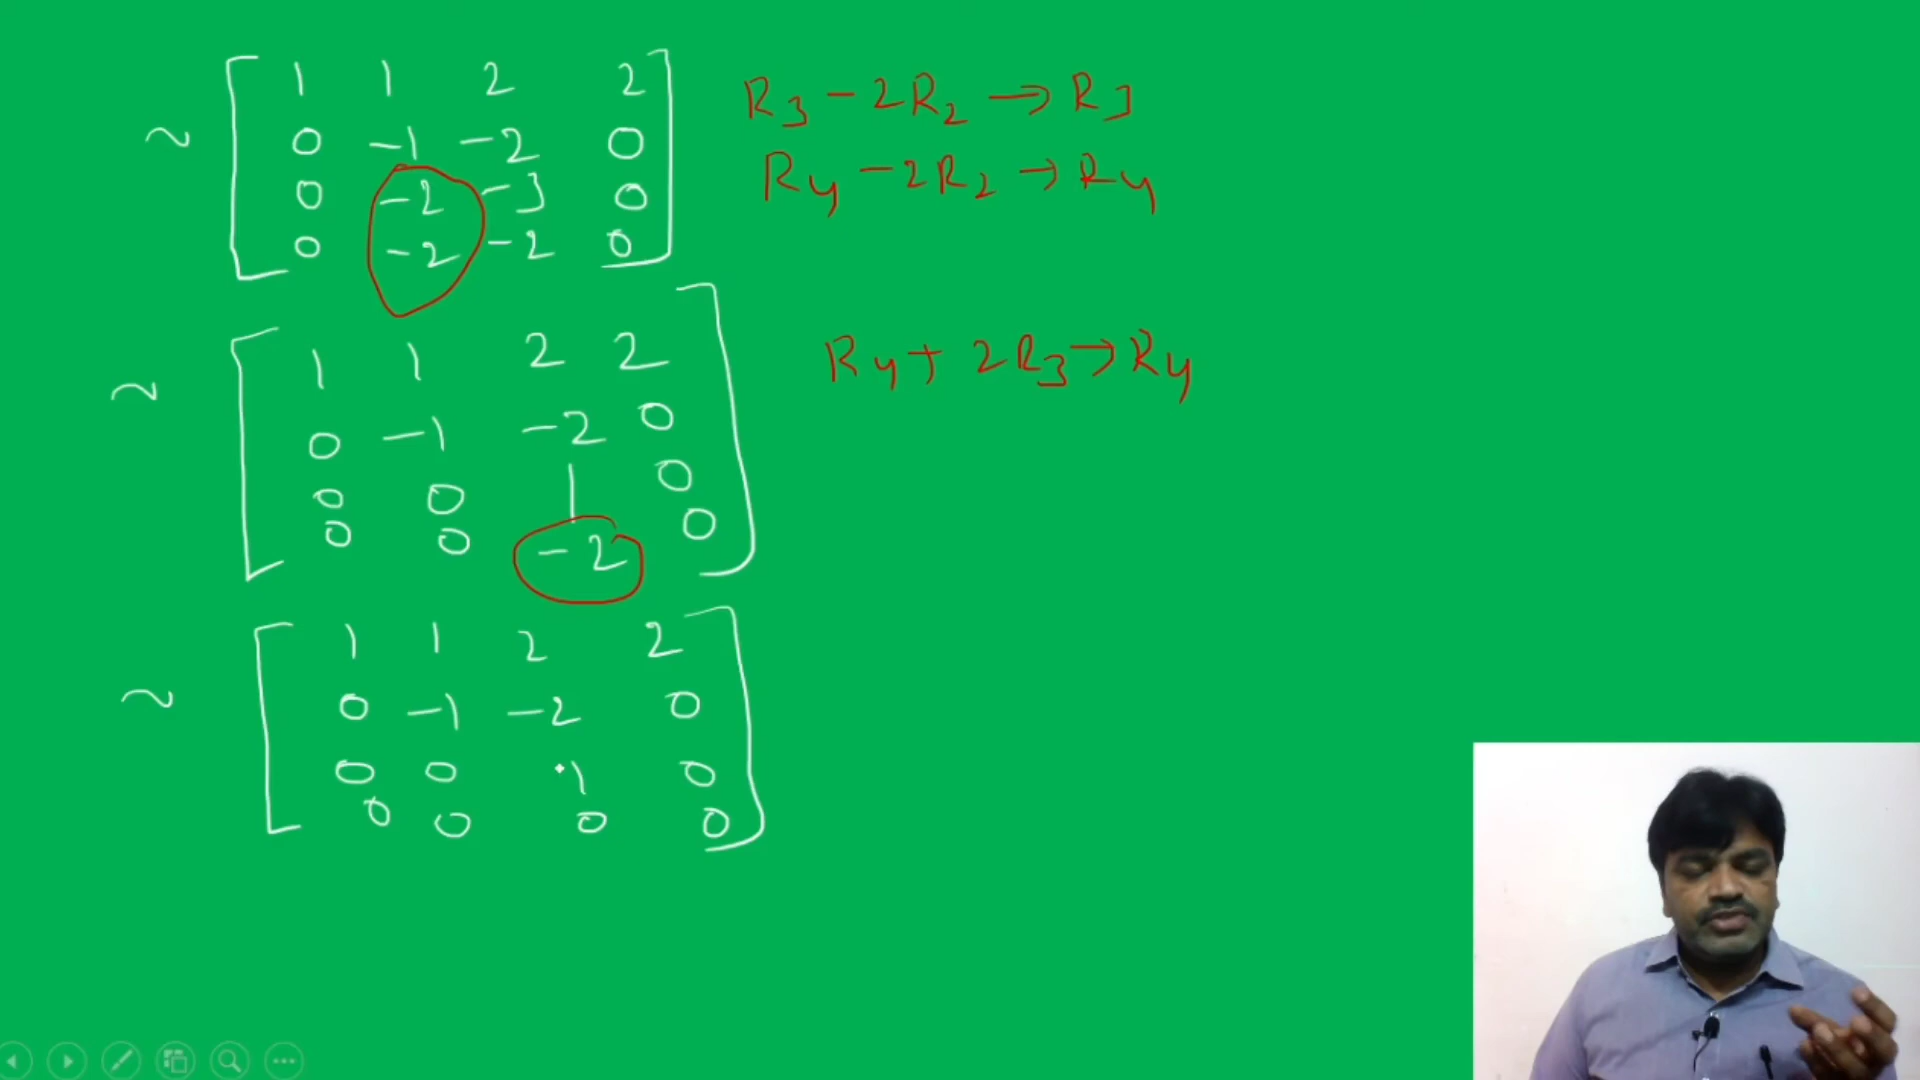 1 1 2 2 R3 -2R2 → R3
~ 0 -1 -2 0
0 -2 -3 0 R4 -2R2 → R4
0 -2 -2 0
1 1 2 2 R4 + 2R3 → R4
~ 0 -1 -2 0
0 0 1 0
0 0 -2 0
1 1 2 2
~ 0 -1 -2 0
0 0 1 0
0 0 0 0